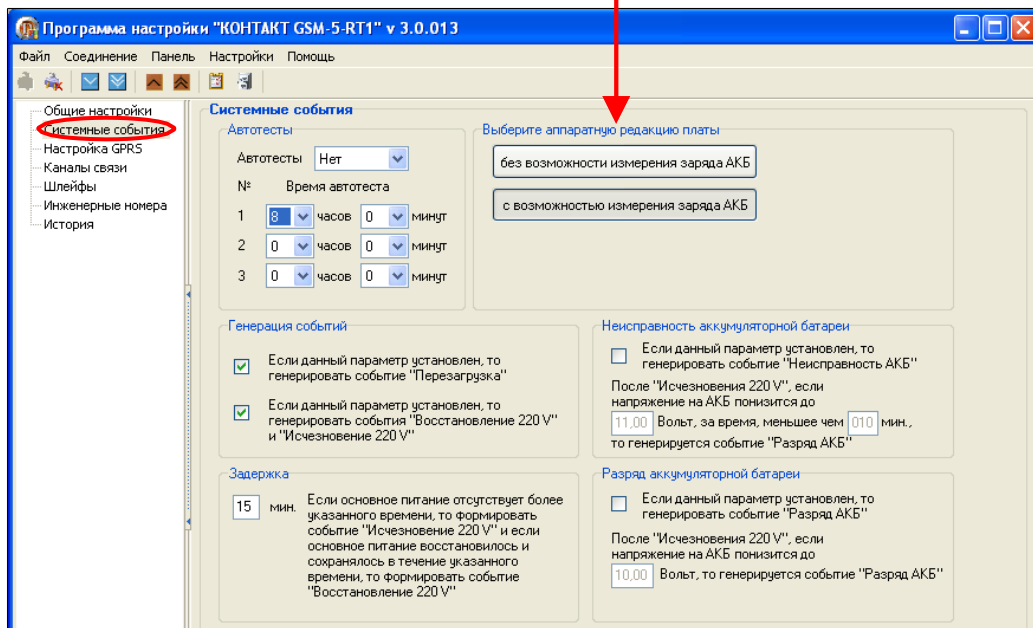 Программа настройки "КОНТАКТ GSM-5-RT1" v 3.0.013
Файл Соединение Панель Настройки Помощь
Общие настройки
Системные события
Настройка GPRS
Каналы связи
Шлейфы
Инженерные номера
История
Системные события
Автотесты
Автотесты Нет
№ Время автотеста
1 8 часов 0 минут
2 0 часов 0 минут
3 0 часов 0 минут
Выберите аппаратную редакцию платы
без возможности измерения заряда АКБ
с возможностью измерения заряда АКБ
Генерация событий
Если данный параметр установлен, то
генерировать событие "Перезагрузка"
Если данный параметр установлен, то
генерировать события "Восстановление 220 V"
и "Исчезновение 220 V"
Неисправность аккумуляторной батареи
Если данный параметр установлен, то
генерировать событие "Неисправность АКБ"
После "Исчезновения 220 V", если
напряжение на АКБ понизится до
11,00 Вольт, за время, меньшее чем 010 мин.,
то генерируется событие "Разряд АКБ"
Задержка
15 мин. Если основное питание отсутствует более
указанного времени, то формировать
событие "Исчезновение 220 V" и если
основное питание восстановилось и
сохранялось в течение указанного
времени, то формировать событие
"Восстановление 220 V"
Разряд аккумуляторной батареи
Если данный параметр установлен, то
генерировать событие "Разряд АКБ"
После "Исчезновения 220 V", если
напряжение на АКБ понизится до
10,00 Вольт, то генерируется событие "Разряд АКБ"